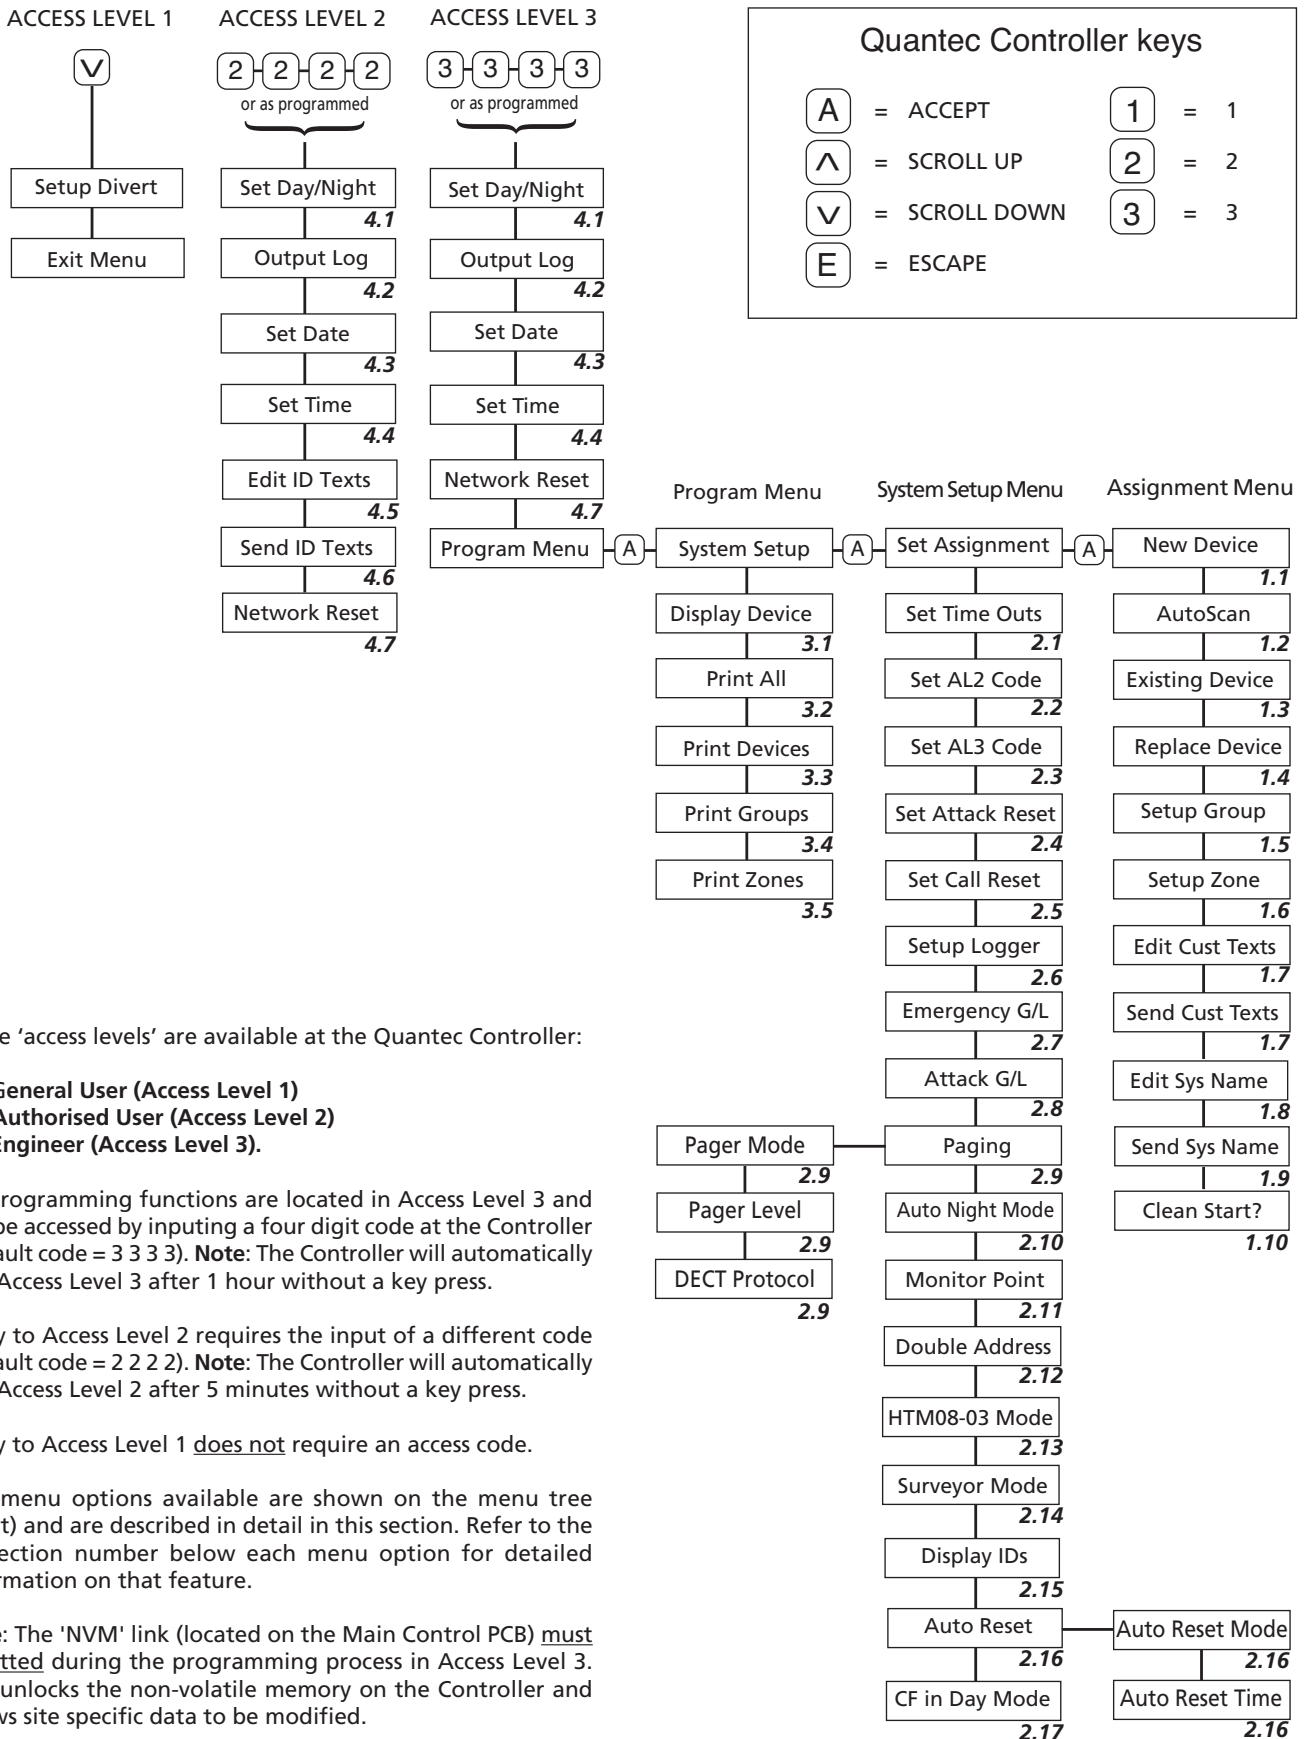 ACCESS LEVEL 1
V
Setup Divert
Exit Menu
ACCESS LEVEL 2
2 2 2 2
or as programmed
Set Day/Night
4.1
Output Log
4.2
Set Date
4.3
Set Time
4.4
Edit ID Texts
4.5
Send ID Texts
4.6
Network Reset
4.7
ACCESS LEVEL 3
3 3 3 3
or as programmed
Set Day/Night
4.1
Output Log
4.2
Set Date
4.3
Set Time
4.4
Network Reset
4.7
Program Menu
A
Quantec Controller keys
A = ACCEPT
Λ = SCROLL UP
V = SCROLL DOWN
E = ESCAPE
1 = 1
2 = 2
3 = 3
Program Menu
System Setup
A
Display Device
3.1
Print All
3.2
Print Devices
3.3
Print Groups
3.4
Print Zones
3.5
System Setup Menu
Set Assignment
A
Set Time Outs
2.1
Set AL2 Code
2.2
Set AL3 Code
2.3
Set Attack Reset
2.4
Set Call Reset
2.5
Setup Logger
2.6
Emergency G/L
2.7
Attack G/L
2.8
Paging
2.9
Pager Mode
2.9
Pager Level
2.9
DECT Protocol
2.9
Auto Night Mode
2.10
Monitor Point
2.11
Double Address
2.12
HTM08-03 Mode
2.13
Surveyor Mode
2.14
Display IDs
2.15
Auto Reset
2.16
Auto Reset Mode
2.16
Auto Reset Time
2.16
CF in Day Mode
2.17
Assignment Menu
New Device
1.1
AutoScan
1.2
Existing Device
1.3
Replace Device
1.4
Setup Group
1.5
Setup Zone
1.6
Edit Cust Texts
1.7
Send Cust Texts
1.7
Edit Sys Name
1.8
Send Sys Name
1.9
Clean Start?
1.10
e ‘access levels’ are available at the Quantec Controller:
General User (Access Level 1)
Authorised User (Access Level 2)
Engineer (Access Level 3).
rogramming functions are located in Access Level 3 and
be accessed by inputing a four digit code at the Controller
ault code = 3 3 3 3). Note: The Controller will automatically
Access Level 3 after 1 hour without a key press.
y to Access Level 2 requires the input of a different code
ault code = 2 2 2 2). Note: The Controller will automatically
Access Level 2 after 5 minutes without a key press.
y to Access Level 1 does not require an access code.
menu options available are shown on the menu tree
t) and are described in detail in this section. Refer to the
ection number below each menu option for detailed
rmation on that feature.
e: The 'NVM' link (located on the Main Control PCB) must
tted during the programming process in Access Level 3.
unlocks the non-volatile memory on the Controller and
ws site specific data to be modified.